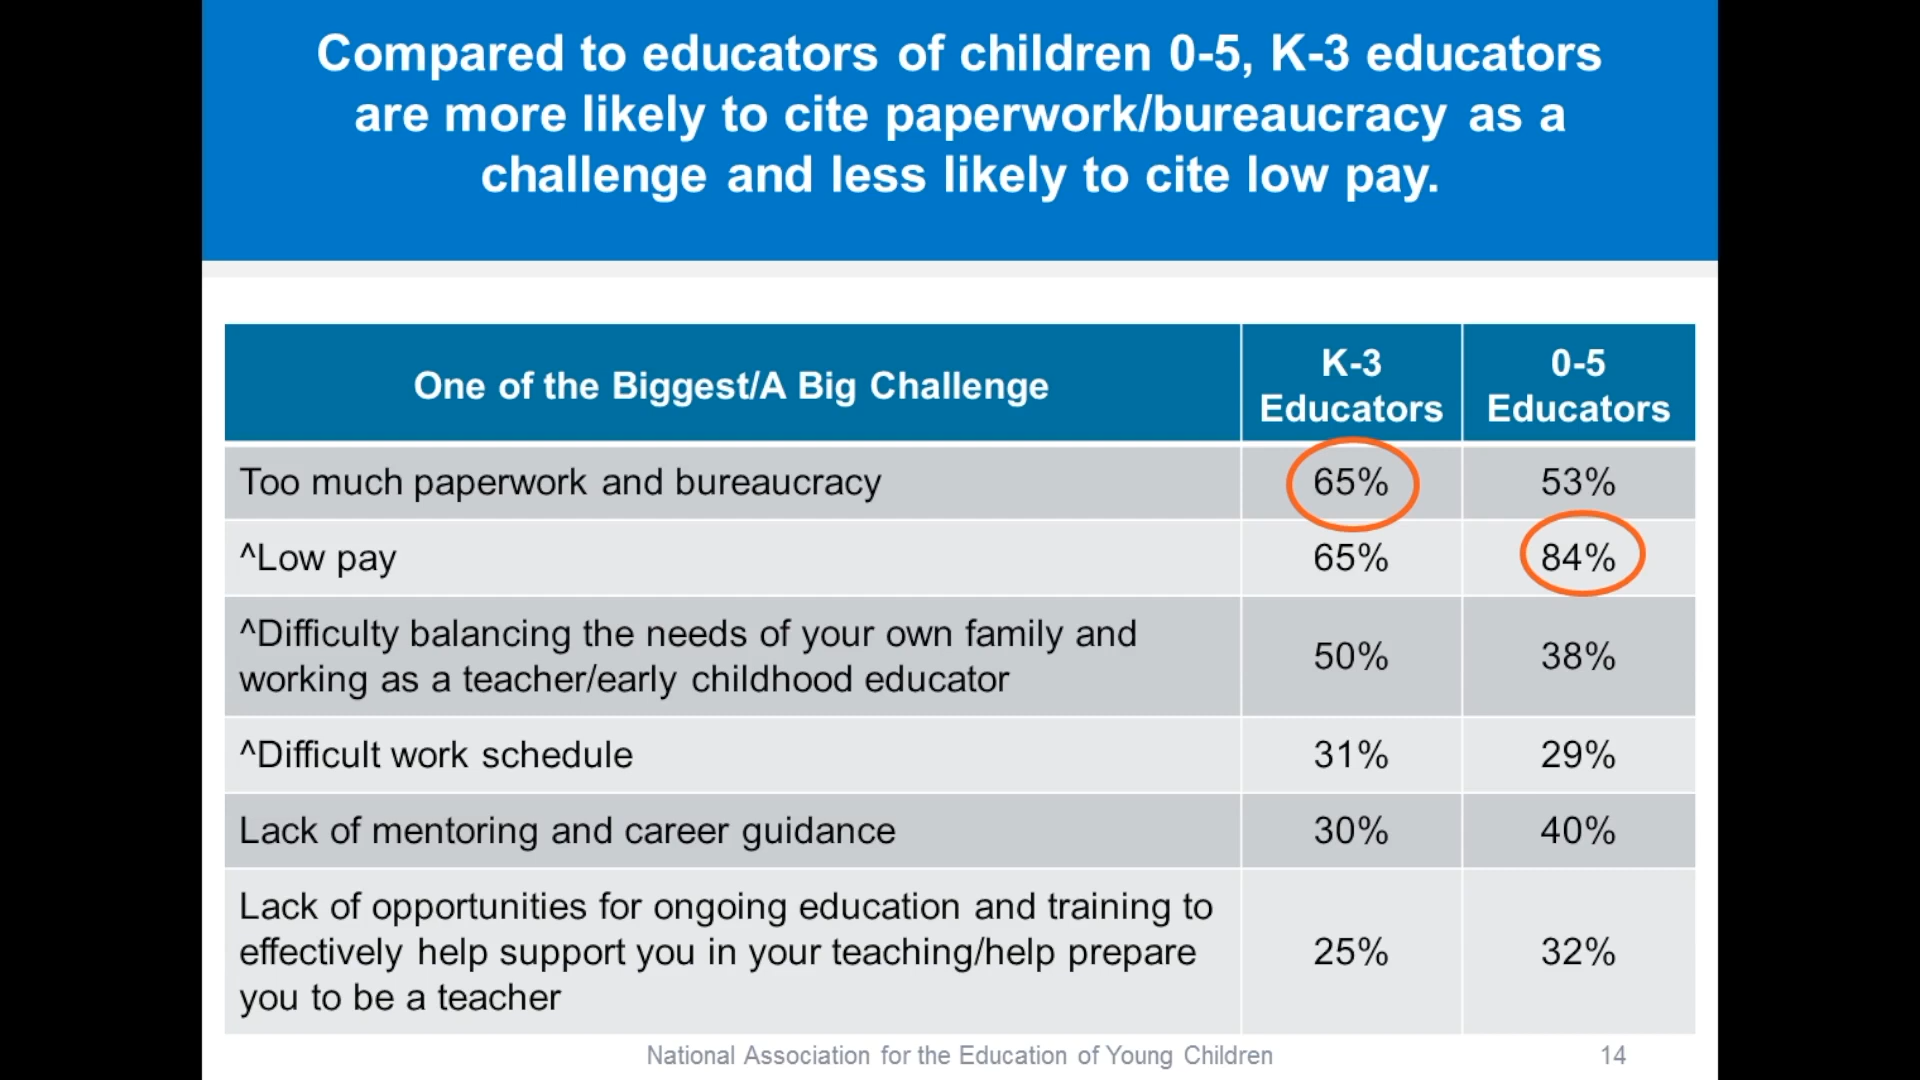 Compared to educators of children 0-5, K-3 educators
are more likely to cite paperwork/bureaucracy as a
challenge and less likely to cite low pay.
One of the Biggest/A Big Challenge
K-3
Educators
0-5
Educators
Too much paperwork and bureaucracy
65%
53%
^Low pay
65%
84%
^Difficulty balancing the needs of your own family and
working as a teacher/early childhood educator
50%
38%
^Difficult work schedule
31%
29%
Lack of mentoring and career guidance
30%
40%
Lack of opportunities for ongoing education and training to
effectively help support you in your teaching/help prepare
you to be a teacher
25%
32%
National Association for the Education of Young Children
14